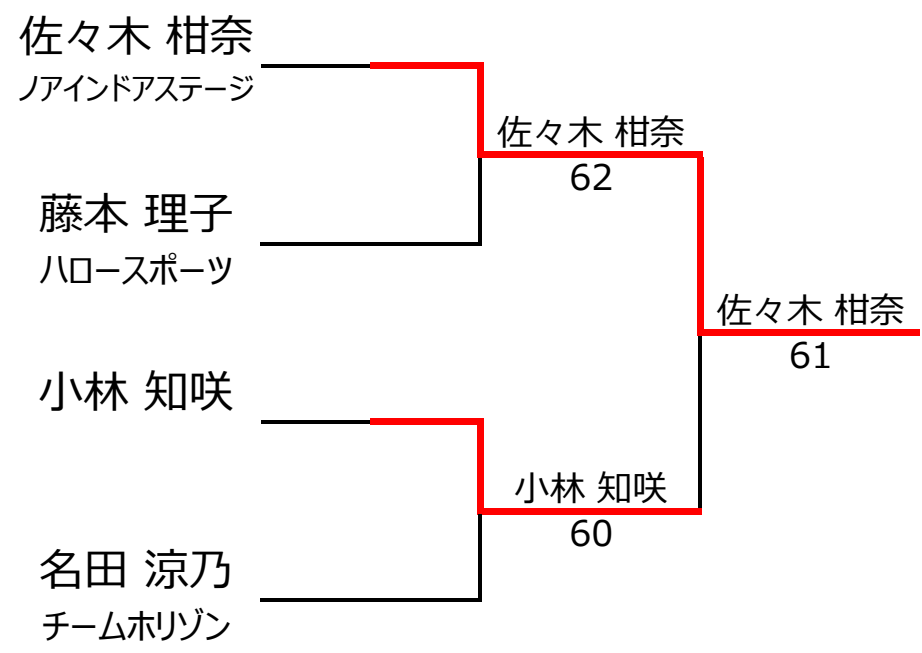 佐々木 柑奈
ノアインドアステージ
佐々木 柑奈
62
藤本 理子
ハロースポーツ
佐々木 柑奈
61
小林 知咲
小林 知咲
60
名田 涼乃
チームホリゾン